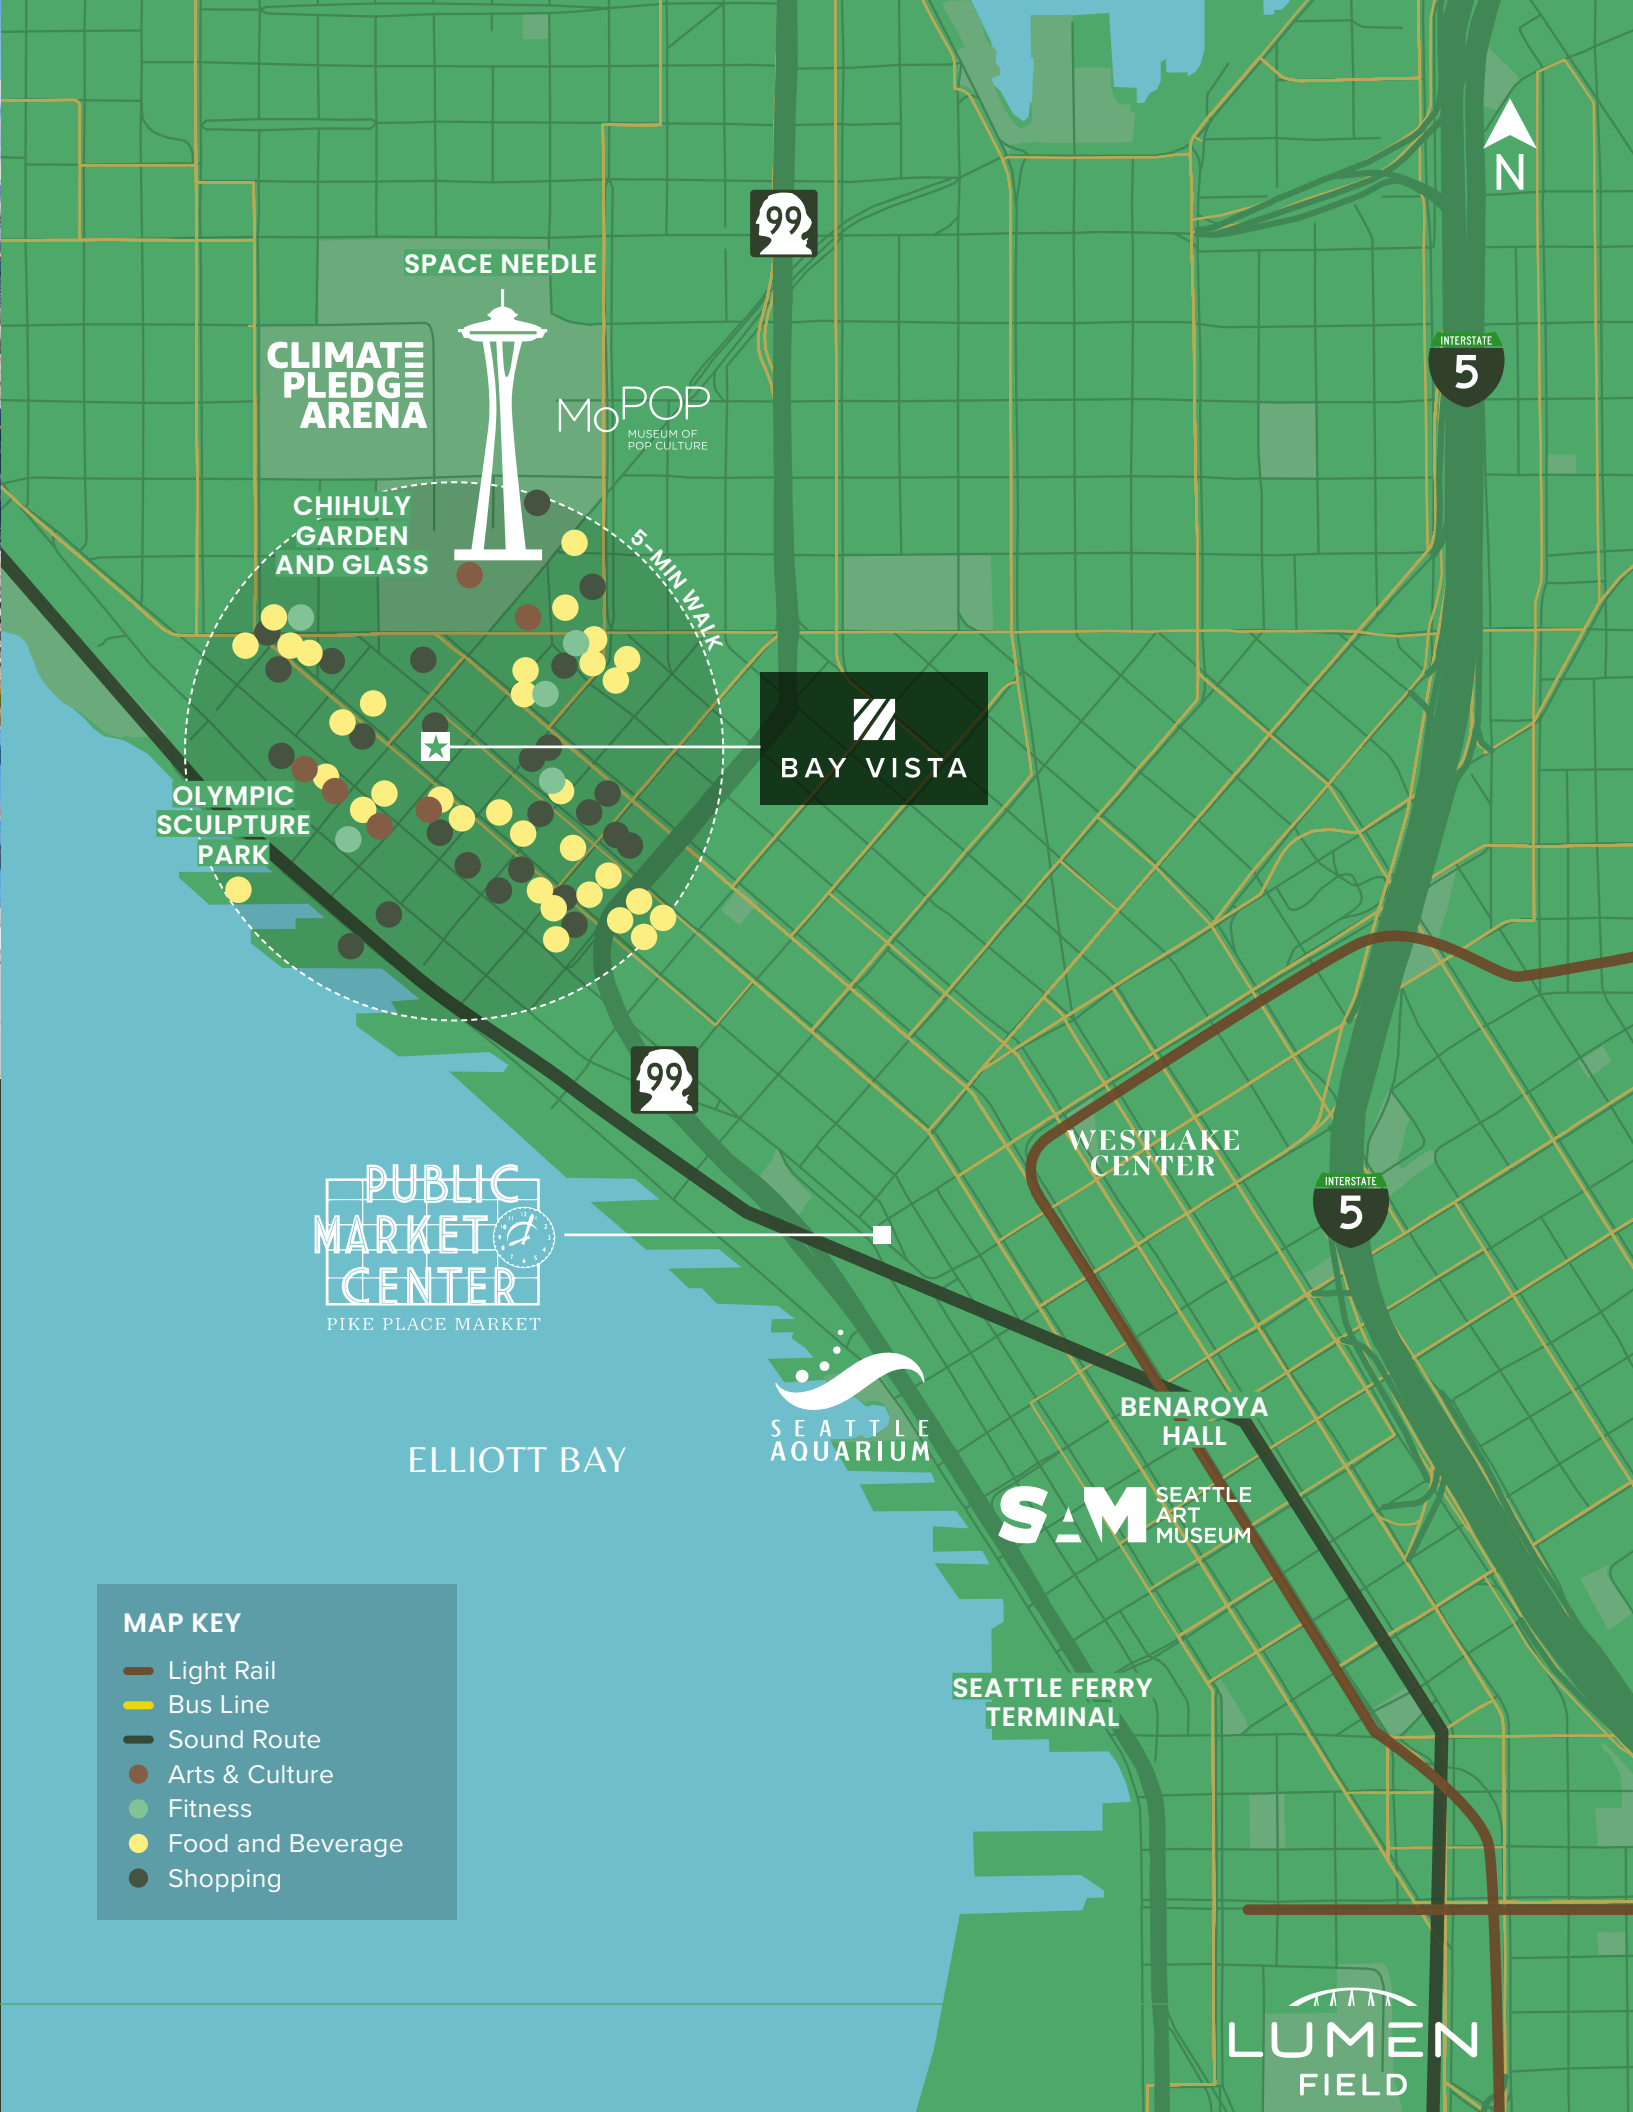 N
99
SPACE NEEDLE
INTERSTATE
5
CLIMATE
PLEDGE
ARENA
MoPOP
MUSEUM OF
POP CULTURE
CHIHULY
GARDEN
AND GLASS
5-MIN WALK
BAY VISTA
OLYMPIC
SCULPTURE
PARK
99
WESTLAKE
CENTER
INTERSTATE
5
PUBLIC
MARKET
CENTER
PIKE PLACE MARKET
SEATTLE
AQUARIUM
BENAROYA
HALL
ELLIOTT BAY
SAM
SEATTLE
ART
MUSEUM
SEATTLE FERRY
TERMINAL
MAP KEY
Light Rail
Bus Line
Sound Route
Arts & Culture
Fitness
Food and Beverage
Shopping
LUMEN
FIELD